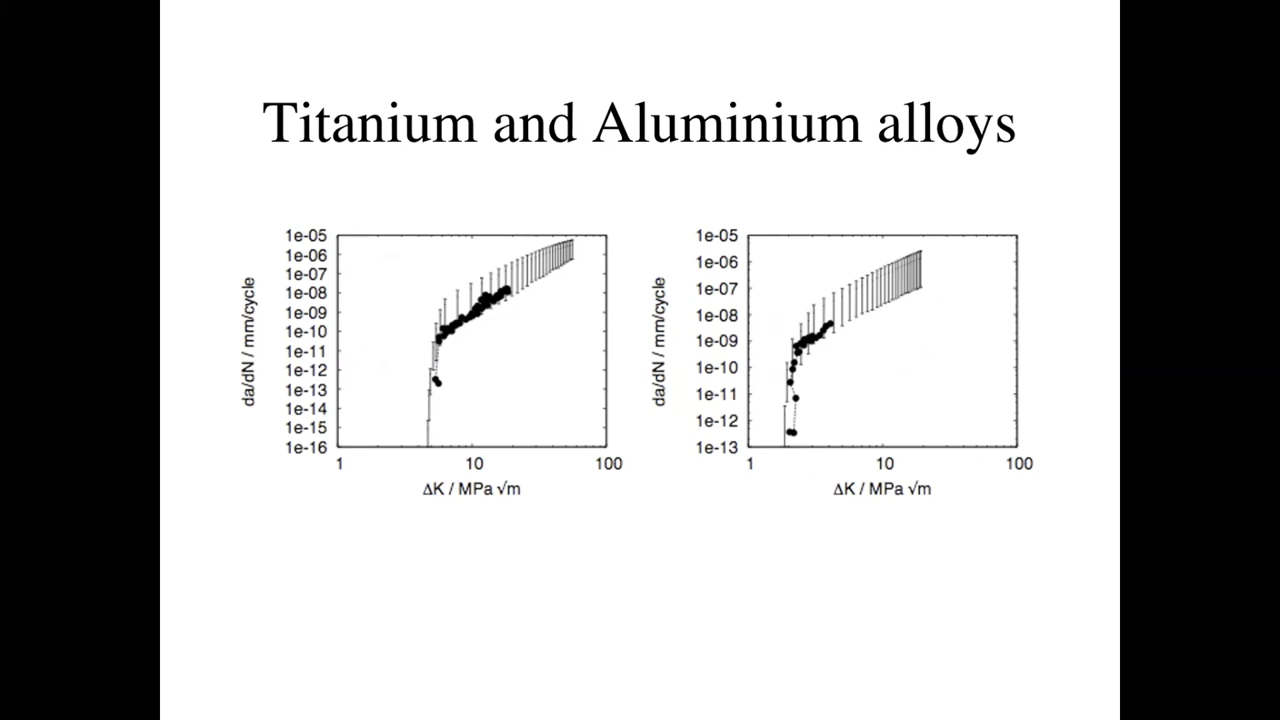 Titanium and Aluminium alloys
1e-05
1e-06
1e-07
1e-08
1e-09
1e-10
1e-11
1e-12
1e-13
1e-14
1e-15
1e-16
da/dN / mm/cycle
1 10 100
ΔK / MPa √m
1e-05
1e-06
1e-07
1e-08
1e-09
1e-10
1e-11
1e-12
1e-13
da/dN / mm/cycle
1 10 100
ΔK / MPa √m